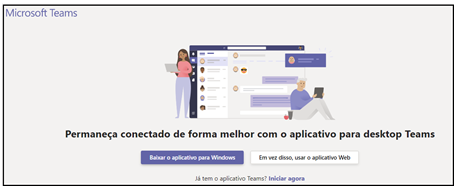 Microsoft Teams
Permaneça conectado de forma melhor com o aplicativo para desktop Teams
Baixar o aplicativo para Windows
Em vez disso, usar o aplicativo Web
Já tem o aplicativo Teams? Iniciar agora